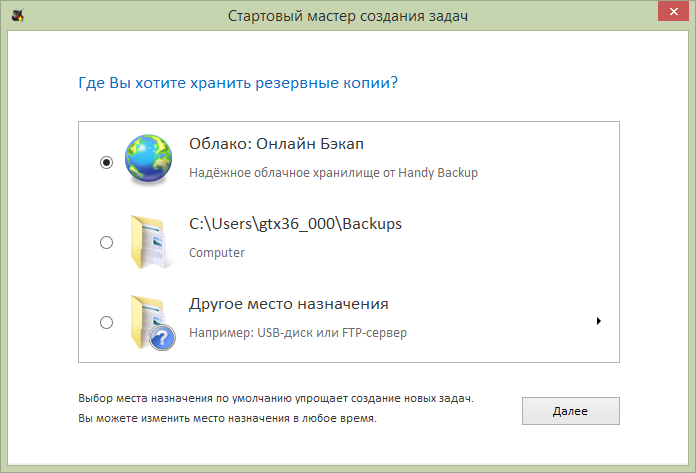 Стартовый мастер создания задач
Где Вы хотите хранить резервные копии?
Облако: Онлайн Бэкап
Надёжное облачное хранилище от Handy Backup
C:\Users\gtx36_000\Backups
Computer
Другое место назначения
Например: USB-диск или FTP-сервер
Выбор места назначения по умолчанию упрощает создание новых задач.
Вы можете изменить место назначения в любое время.
Далее